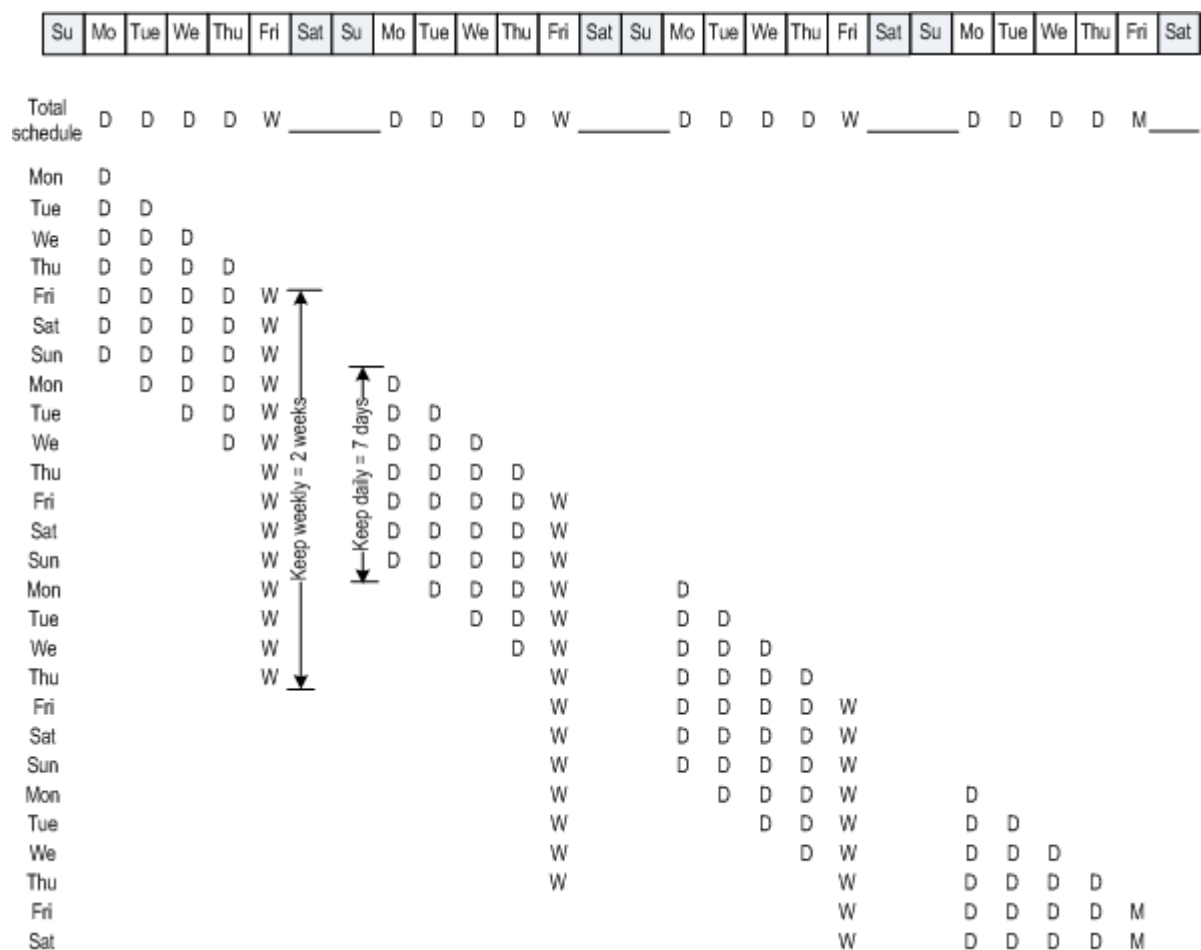 Su Mo Tue We Thu Fri Sat Su Mo Tue We Thu Fri Sat Su Mo Tue We Thu Fri Sat Su Mo Tue We Thu Fri Sat
Total
schedule D D D D W D D D D W D D D D W D D D D M
Mon D
Tue D D
We D D D
Thu D D D D
Fri D D D D W
Sat D D D D W
Sun D D D D W
Mon D D D W D
Tue D D W D D
We D W D D D
Thu W D D D D
Fri W D D D D W
Sat W D D D D W
Sun W D D D D W
Mon W D D D W D
Tue W D D W D D
We W D W D D D
Thu W W D D D D
Fri W D D D D W
Sat W D D D D W
Sun W D D D D W
Mon W D D D W D
Tue W D D W D D
We W D W D D D
Thu W W D D D D
Fri W D D D D M
Sat W D D D D M
Keep weekly = 2 weeks
Keep daily = 7 days